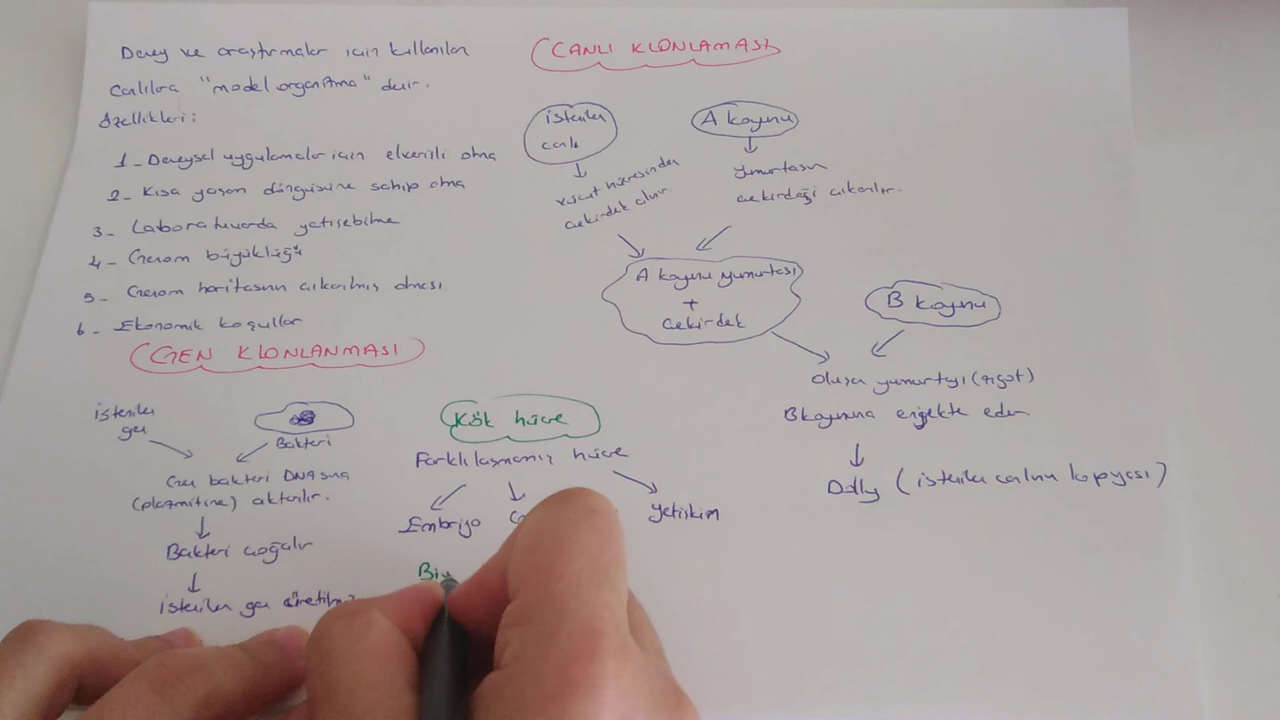 Deney ve araştırmalar için kullanılan
canlılara "model organizma" denir.
Özellikleri:
1- Deneysel uygulamalar için elverişli olma
2- Kısa yaşam döngüsüne sahip olma
3- Laboratuvarda yetişebilme
4- Genom büyüklüğü
5- Genom haritasının çıkarılmış olması
6- Ekonomik koşullar
CANLI KLONLAMASI
istenilen
canlı
vücut hücresinden
çekirdek alınır
A koyunu
yumurtasın
çekirdeği çıkarılır.
A koyunu yumurtası
+
çekirdek
B koyunu
Oluşan yumurtayı (zigot)
B koyununa enjekte eder
Dolly (istenilen canlının kopyası)
GEN KLONLANMASI
istenilen
gen
Bakteri
Gen bakteri DNAsına
(plazmitine) aktarılır.
Bakteri çoğalır
istenilen gen üretilir
Kök hücre
Farklılaşmamış hücre
Embriyo
yetişkin